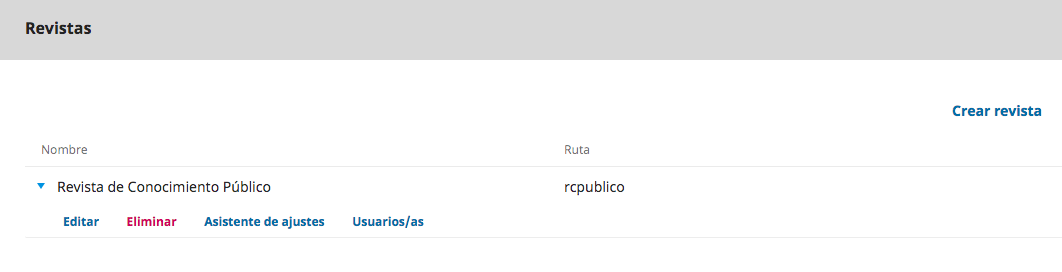 Revistas
Crear revista
Nombre Ruta
Revista de Conocimiento Público rcpublico
Editar Eliminar Asistente de ajustes Usuarios/as